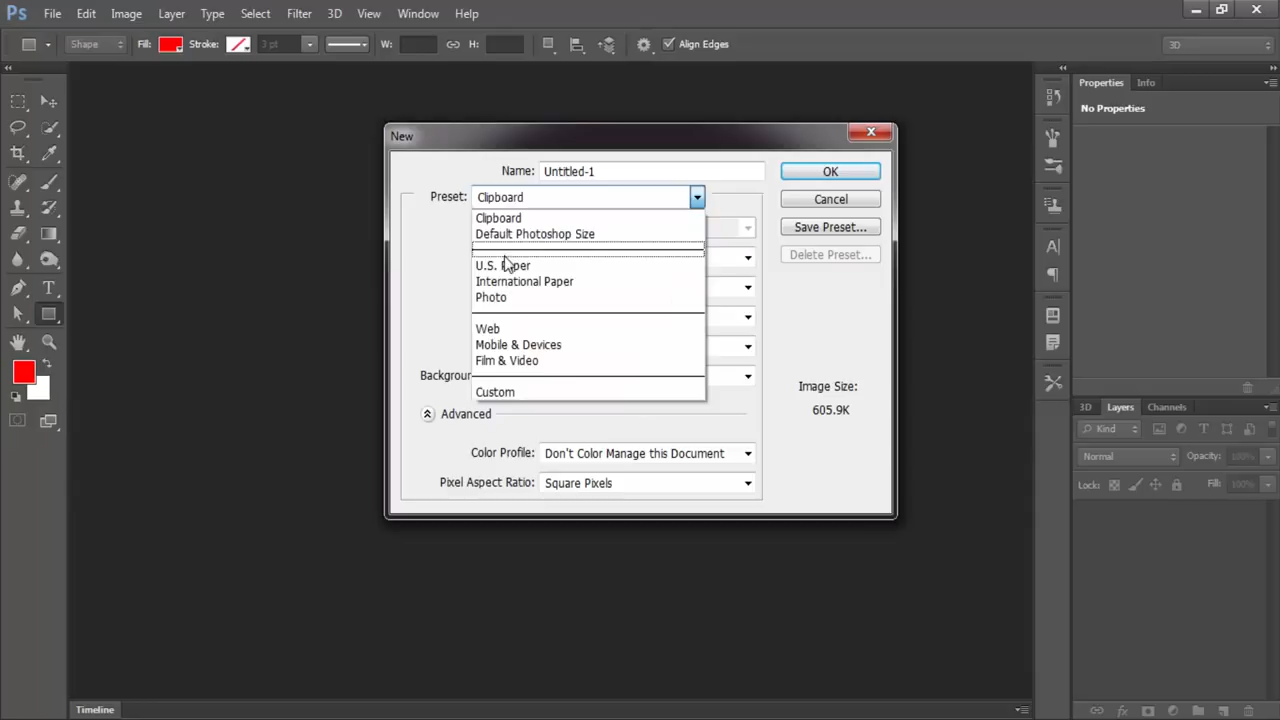 Ps File Edit Image Layer Type Select Filter 3D View Window Help
Shape Fill: Stroke: 3 pt W: H: Align Edges 3D
Properties Info
No Properties
New
Name: Untitled-1 OK
Preset: Clipboard Cancel
Clipboard
Default Photoshop Size
U.S. Paper
International Paper
Photo
Web
Mobile & Devices
Film & Video
Custom
Save Preset...
Delete Preset...
Backgroun
Image Size:
605.9K
Advanced
Color Profile: Don't Color Manage this Document
Pixel Aspect Ratio: Square Pixels
3D Layers Channels
Kind
Normal Opacity: 100%
Lock: Fill: 100%
Timeline